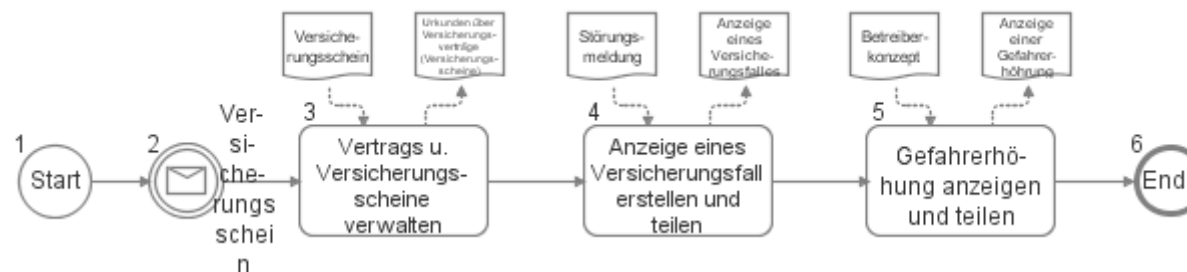 Versiche-
rungsschein
Urkunden über
Versicherungs-
verträge
(Versicherungs-
scheine)
Störungs-
meldung
Anzeige
eines
Versiche-
rungsfalles
Betreiber-
konzept
Anzeige
einer
Gefahrer-
höhrung
1
Start
2
Ver-
si-
che-
rungs
schei
n
3
Vertrags u.
Versicherungs-
scheine
verwalten
4
Anzeige eines
Versicherungsfall
erstellen und
teilen
5
Gefahrerhö-
hung anzeigen
und teilen
6
End